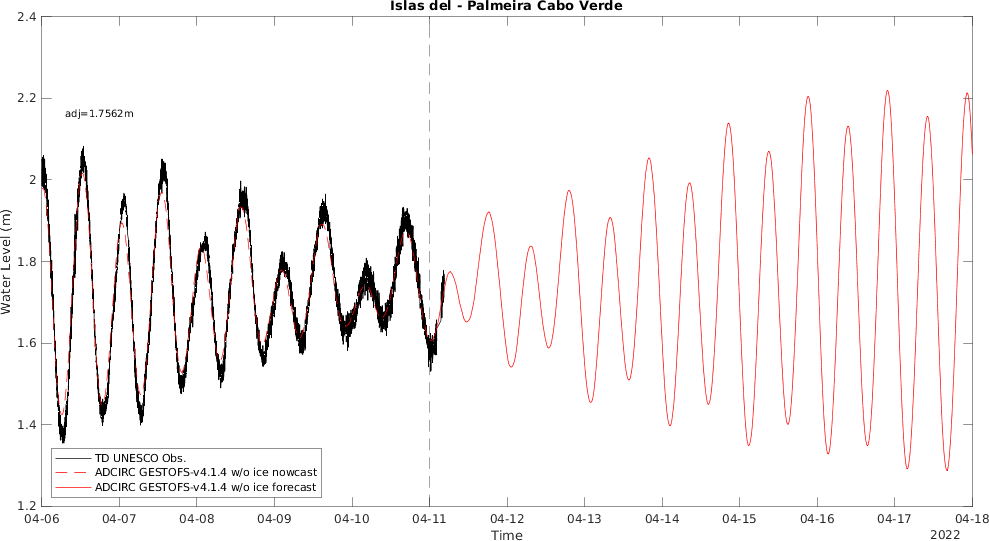 Islas del - Palmeira Cabo Verde
2.4
2.2
2
1.8
1.6
1.4
1.2
Water Level (m)
adj=1.7562m
TD UNESCO Obs.
ADCIRC GESTOFS-v4.1.4 w/o ice nowcast
ADCIRC GESTOFS-v4.1.4 w/o ice forecast
04-06 04-07 04-08 04-09 04-10 04-11 04-12 04-13 04-14 04-15 04-16 04-17 04-18
Time
2022